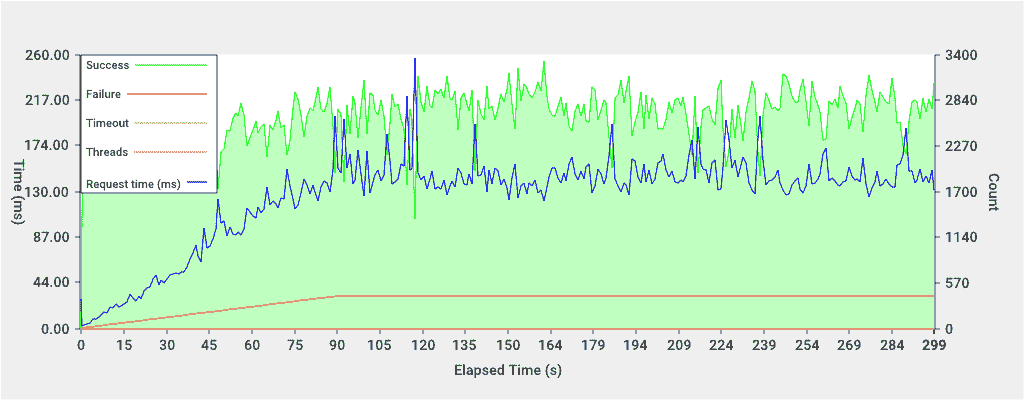 260.00
217.00
174.00
130.00
87.00
44.00
0.00
Time (ms)
Success
Failure
Timeout
Threads
Request time (ms)
3400
2840
2270
1700
1140
570
0
Count
0 15 30 45 60 75 90 105 120 135 150 164 179 194 209 224 239 254 269 284 299
Elapsed Time (s)